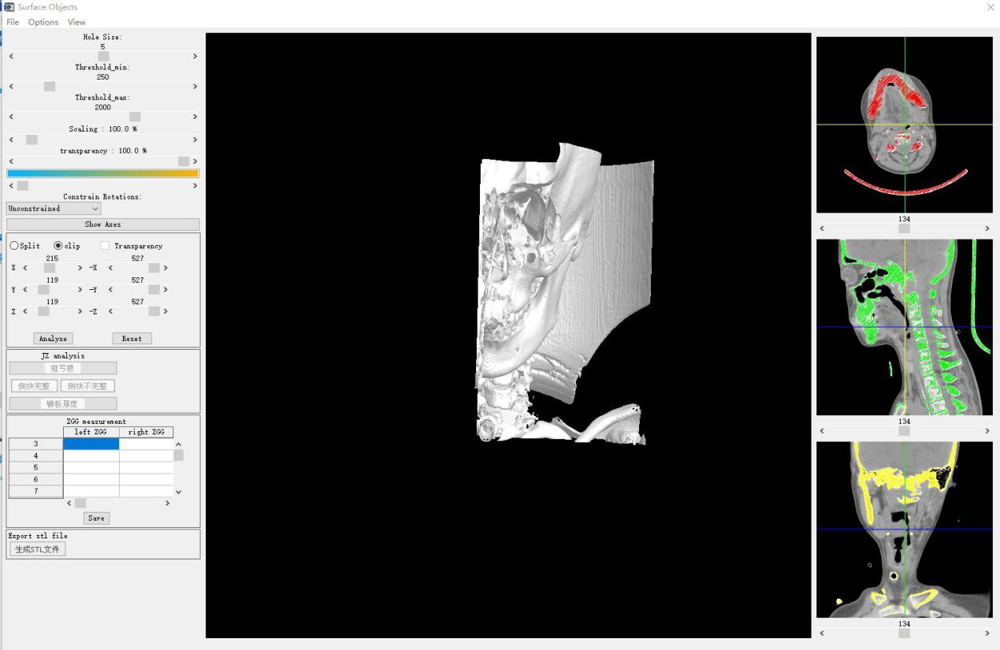 Surface Objects
File Options View
Hole Size:
5
Threshold_min:
250
Threshold_max:
2000
Scaling : 100.0 %
transparency : 100.0 %
Constrain Rotations:
Unconstrained
Show Axes
Split clip Transparency
215 527
X -X
119 527
Y -Y
119 527
Z -Z
Analyse Reset
JZ analysis
椎弓根
侧块完整 侧块不完整
锥板厚度
ZGG measurement
left ZGG right ZGG
3
4
5
6
7
Save
Export stl file
生成STL文件
134
134
134